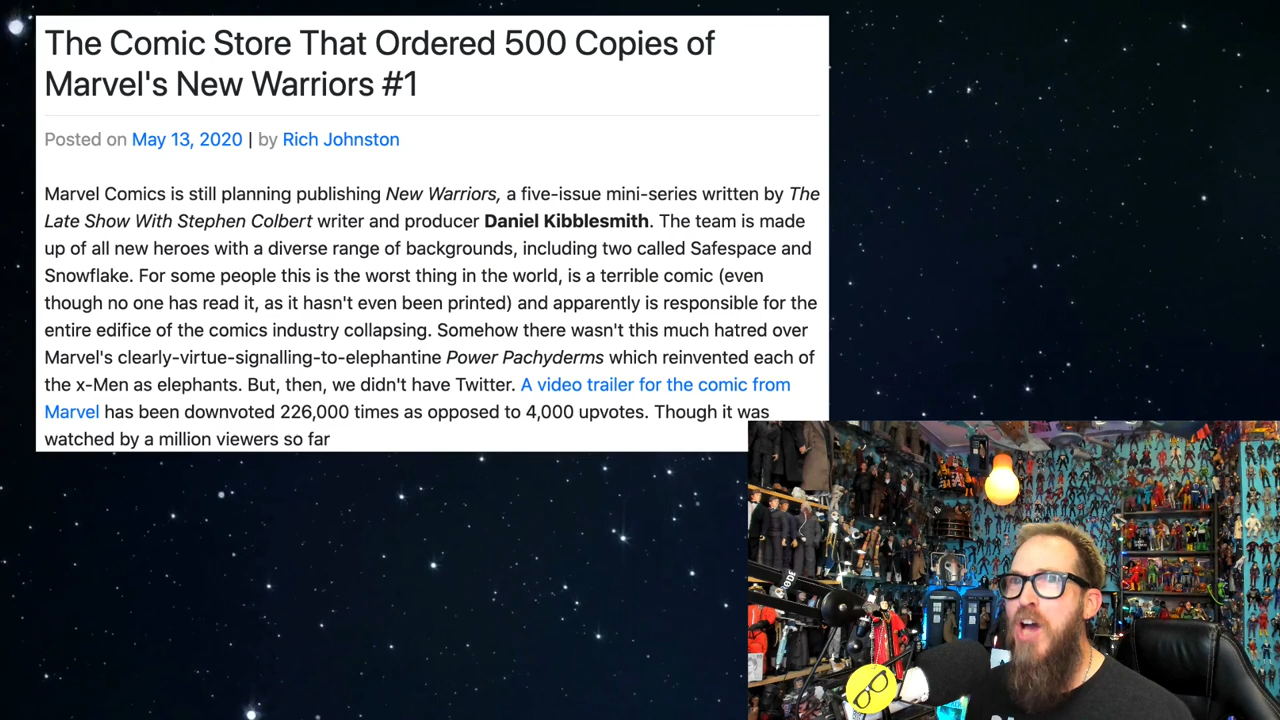 The Comic Store That Ordered 500 Copies of
Marvel's New Warriors #1
Posted on May 13, 2020 | by Rich Johnston
Marvel Comics is still planning publishing New Warriors, a five-issue mini-series written by The
Late Show With Stephen Colbert writer and producer Daniel Kibblesmith. The team is made
up of all new heroes with a diverse range of backgrounds, including two called Safespace and
Snowflake. For some people this is the worst thing in the world, is a terrible comic (even
though no one has read it, as it hasn't even been printed) and apparently is responsible for the
entire edifice of the comics industry collapsing. Somehow there wasn't this much hatred over
Marvel's clearly-virtue-signalling-to-elephantine Power Pachyderms which reinvented each of
the x-Men as elephants. But, then, we didn't have Twitter. A video trailer for the comic from
Marvel has been downvoted 226,000 times as opposed to 4,000 upvotes. Though it was
watched by a million viewers so far
RODE